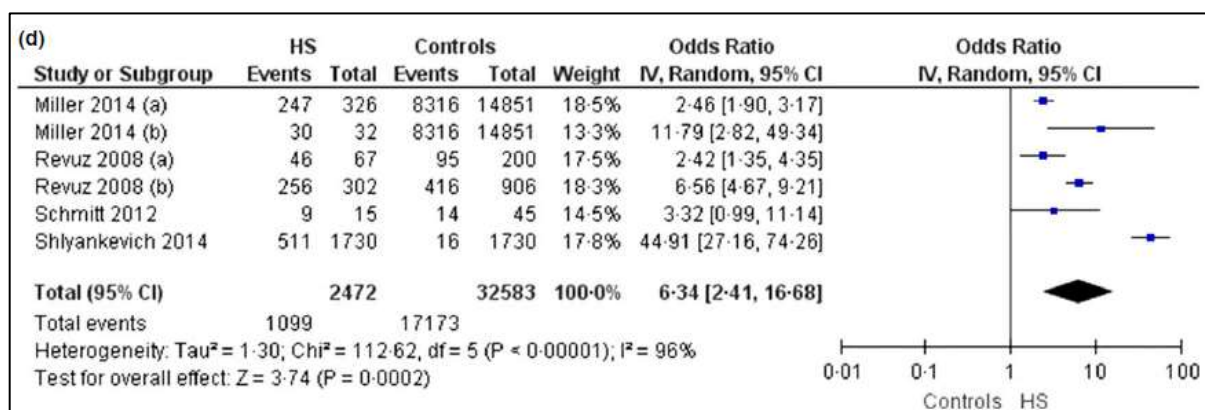 (d)
HS Controls Odds Ratio Odds Ratio
Study or Subgroup Events Total Events Total Weight IV, Random, 95% CI IV, Random, 95% CI
Miller 2014 (a) 247 326 8316 14851 18·5% 2·46 [1·90, 3·17]
Miller 2014 (b) 30 32 8316 14851 13·3% 11·79 [2·82, 49·34]
Revuz 2008 (a) 46 67 95 200 17·5% 2·42 [1·35, 4·35]
Revuz 2008 (b) 256 302 416 906 18·3% 6·56 [4·67, 9·21]
Schmitt 2012 9 15 14 45 14·5% 3·32 [0·99, 11·14]
Shlyankevich 2014 511 1730 16 1730 17·8% 44·91 [27·16, 74·26]
Total (95% CI) 2472 32583 100·0% 6·34 [2·41, 16·68]
Total events 1099 17173
Heterogeneity: Tau² = 1·30; Chi² = 112·62, df = 5 (P < 0·00001); I² = 96%
Test for overall effect: Z = 3·74 (P = 0·0002)
0·01 0·1 1 10 100
Controls HS